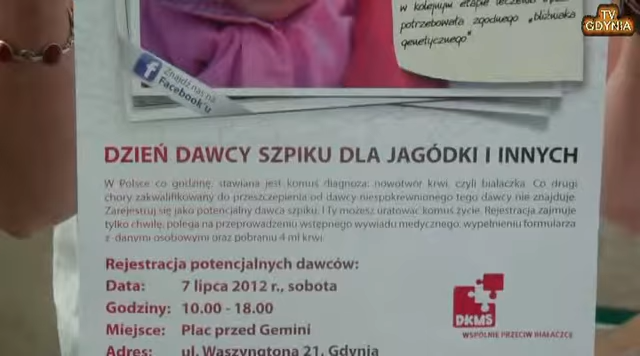 TV
GDYNIA
w kolejnym etapie leczenia
potrzebowała zgodnego „bliźniaka
genetycznego"
Znajdź nas na
Facebook'u
DZIEŃ DAWCY SZPIKU DLA JAGÓDKI I INNYCH
W Polsce co godzinę, stawiana jest komuś diagnoza: nowotwór krwi, czyli białaczka. Co drugi
chory zakwalifikowany do przeszczepienia od dawcy niespokrewnionego tego dawcy nie znajduje.
Zarejestruj się jako potencjalny dawca szpiku. I Ty możesz uratować komuś życie. Rejestracja zajmuje
tylko chwilę, polega na przeprowadzeniu wstępnego wywiadu medycznego, wypełnieniu formularza
z danymi osobowymi oraz pobraniu 4 ml krwi.
Rejestracja potencjalnych dawców:
Data: 7 lipca 2012 r., sobota
Godziny: 10.00 - 18.00
Miejsce: Plac przed Gemini
Adres: ul. Waszyngtona 21, Gdynia
DKMS
WSPÓLNIE PRZECIW BIAŁACZCE